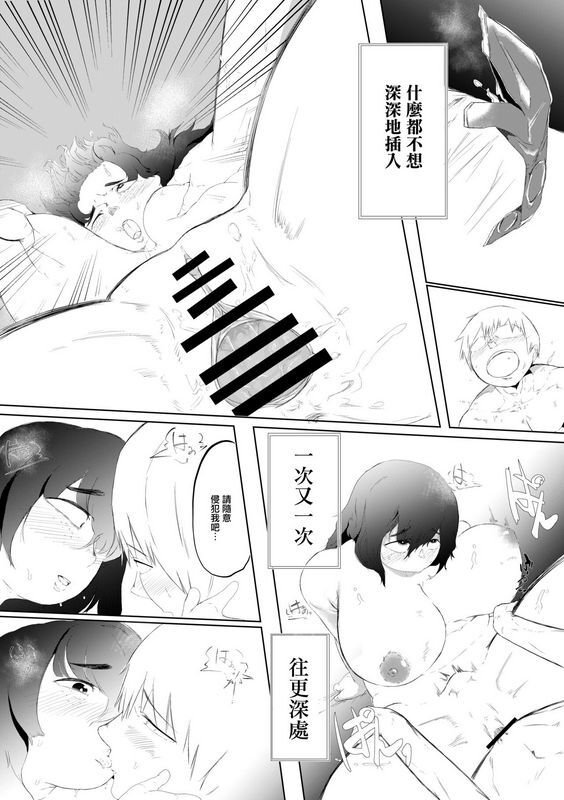 什麼都不想
深深地插入
一次又一次
請隨意
侵犯我吧…
往更深處